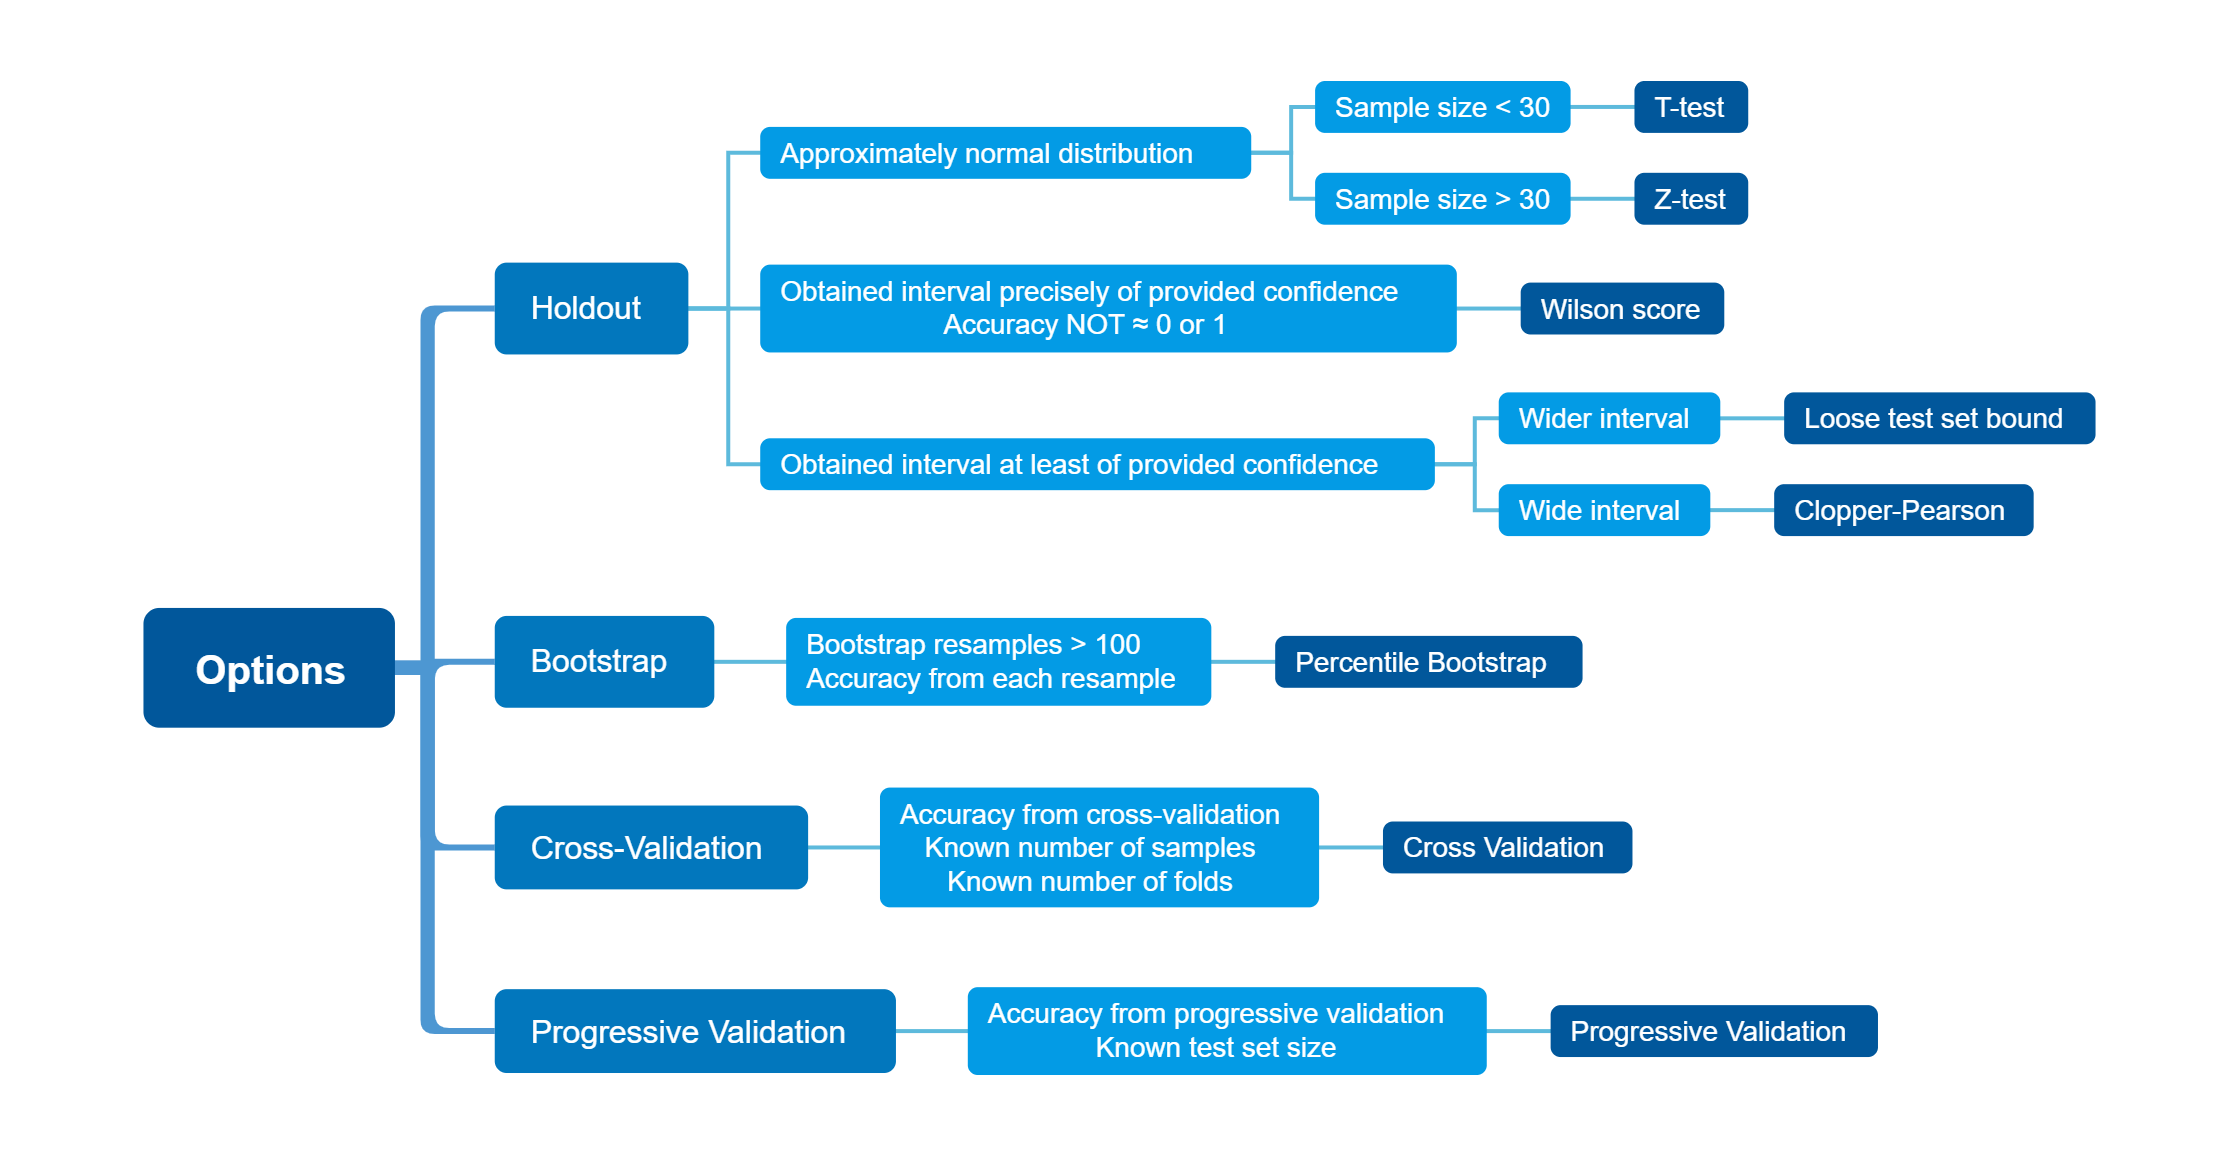 Options
Holdout
Approximately normal distribution
Sample size < 30
T-test
Sample size > 30
Z-test
Obtained interval precisely of provided confidence
Accuracy NOT ≈ 0 or 1
Wilson score
Obtained interval at least of provided confidence
Wider interval
Loose test set bound
Wide interval
Clopper-Pearson
Bootstrap
Bootstrap resamples > 100
Accuracy from each resample
Percentile Bootstrap
Cross-Validation
Accuracy from cross-validation
Known number of samples
Known number of folds
Cross Validation
Progressive Validation
Accuracy from progressive validation
Known test set size
Progressive Validation